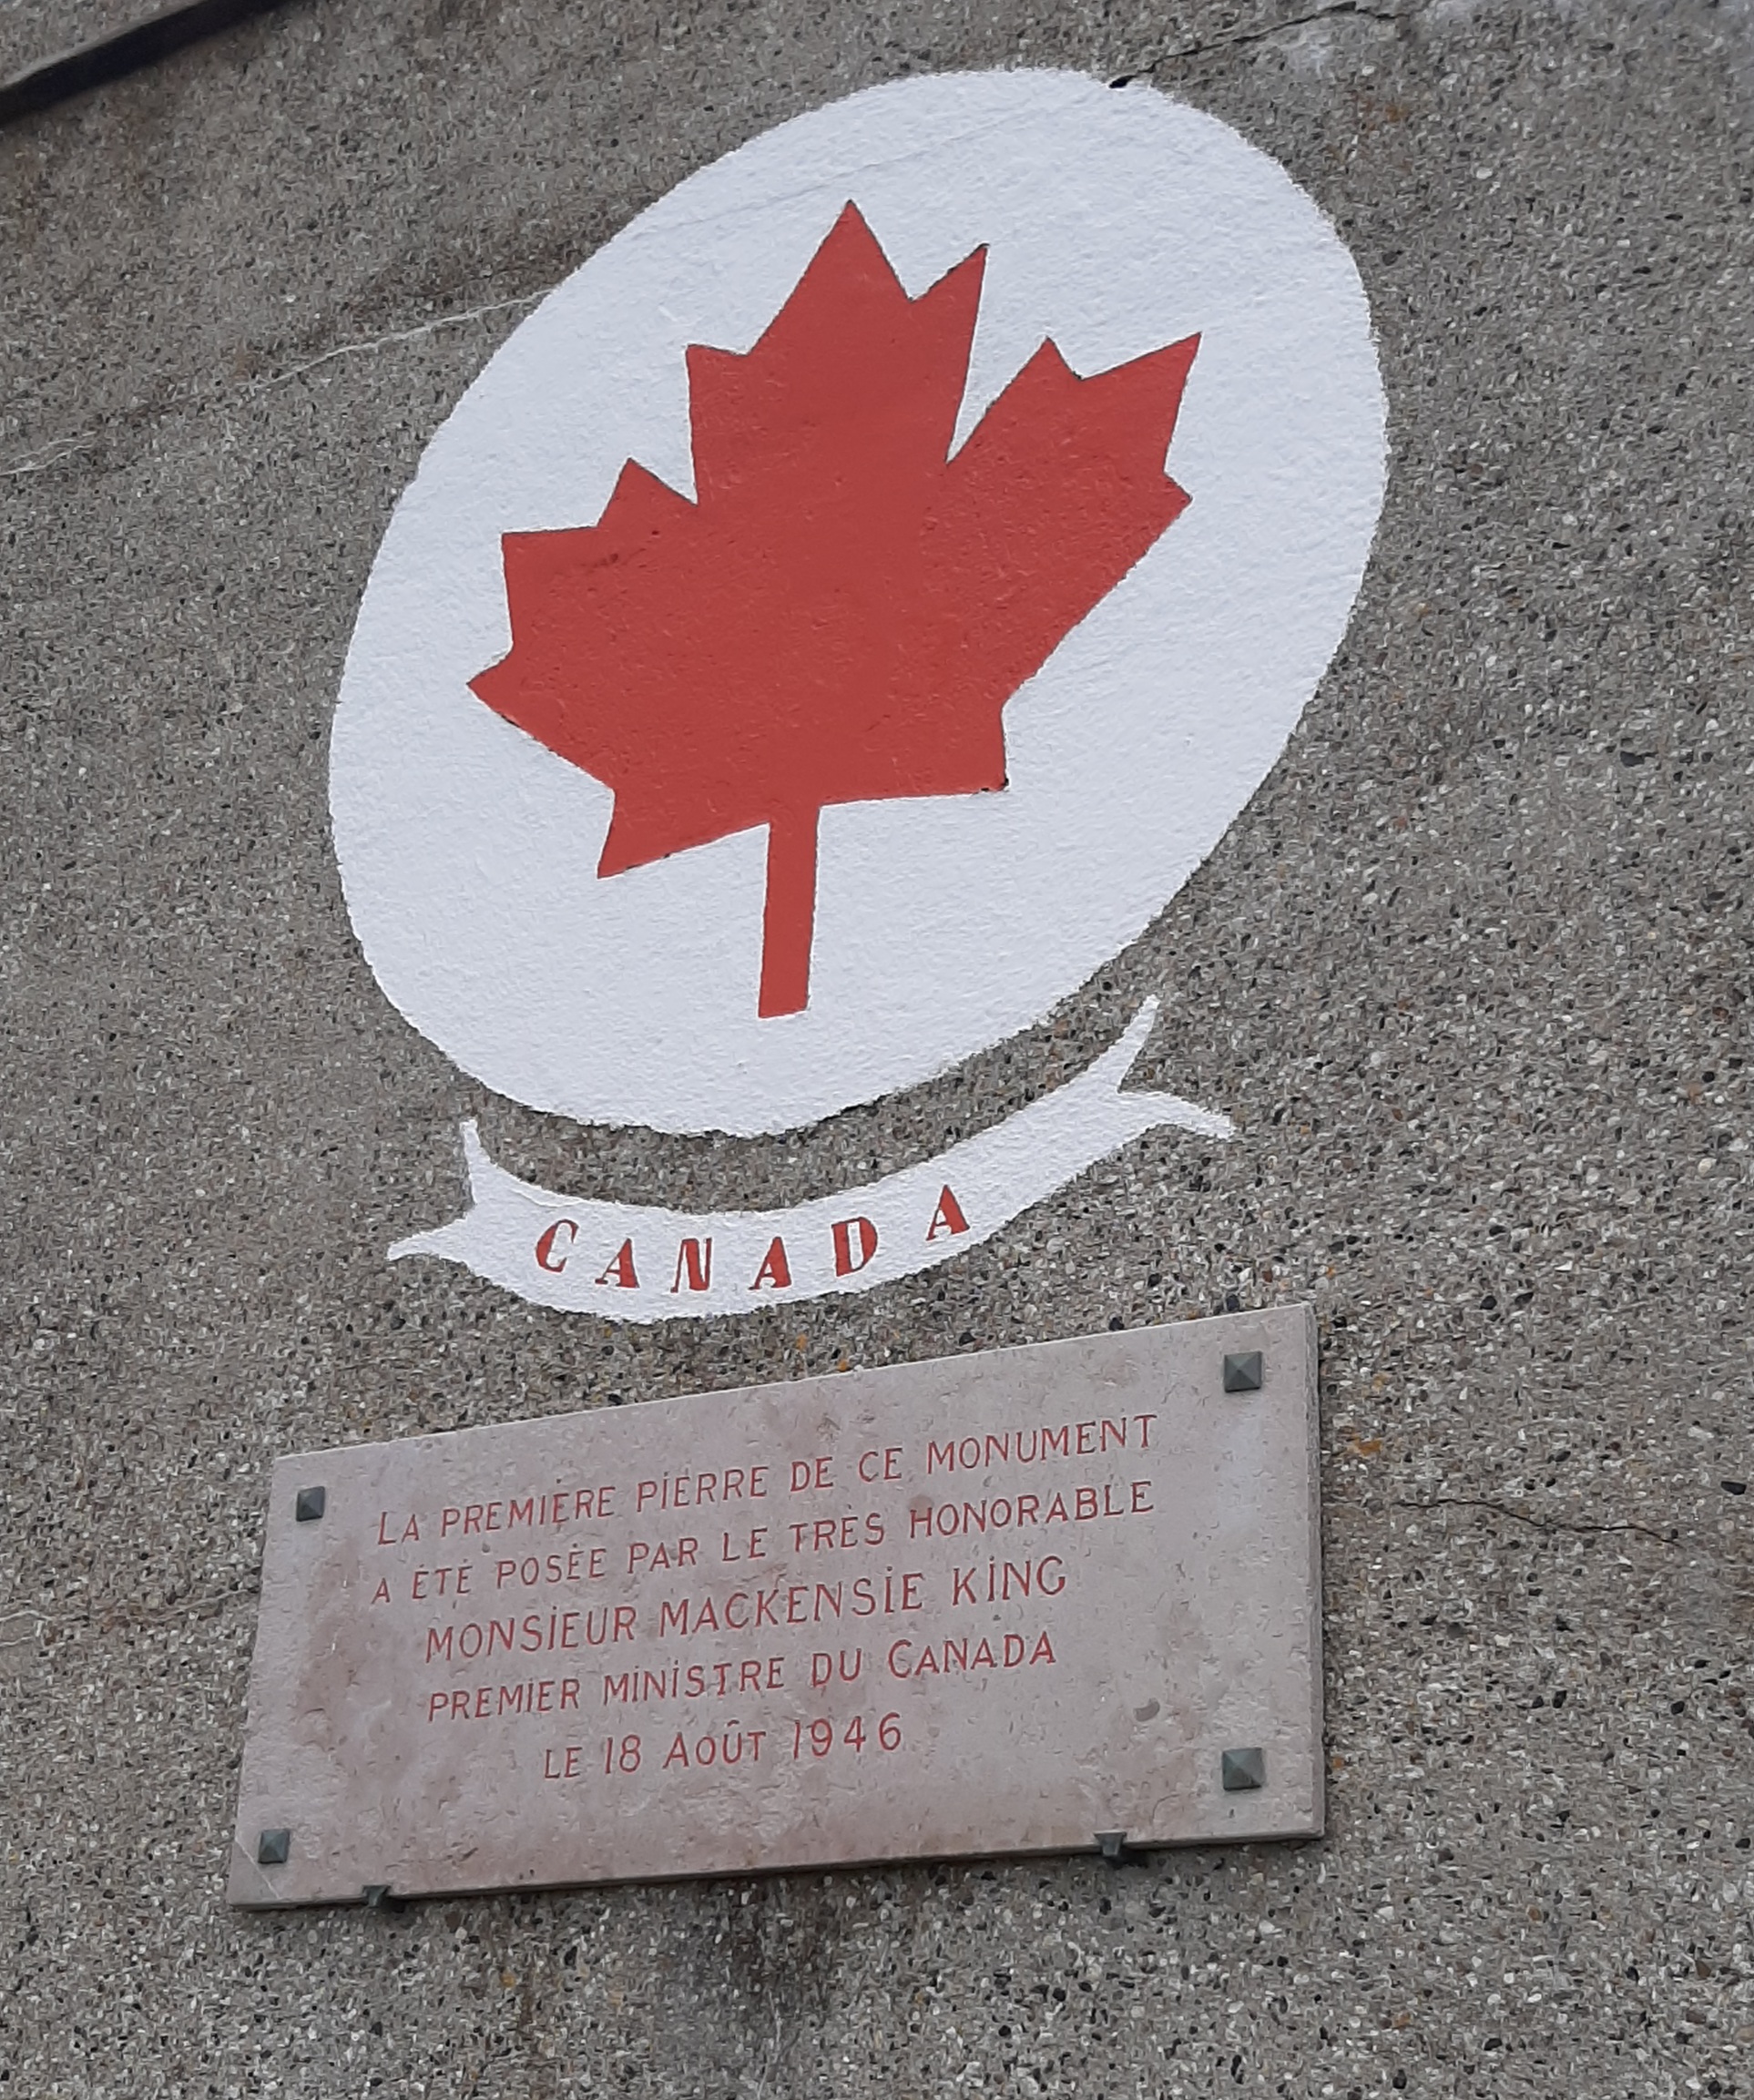 CANADA
LA PREMIÈRE PIERRE DE CE MONUMENT
A ÉTÉ POSÉE PAR LE TRÈS HONORABLE
MONSIEUR MACKENSIE KING
PREMIER MINISTRE DU CANADA
LE 18 AOÛT 1946